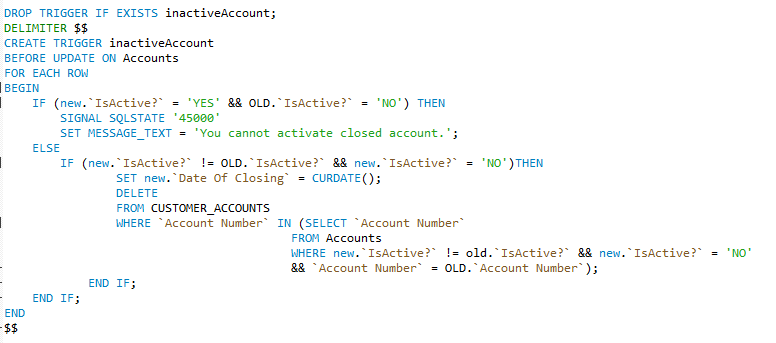 DROP TRIGGER IF EXISTS inactiveAccount;
DELIMITER $$
CREATE TRIGGER inactiveAccount
BEFORE UPDATE ON Accounts
FOR EACH ROW
BEGIN
    IF (new.`IsActive?` = 'YES' && OLD.`IsActive?` = 'NO') THEN
        SIGNAL SQLSTATE '45000'
        SET MESSAGE_TEXT = 'You cannot activate closed account.';
    ELSE
        IF (new.`IsActive?` != OLD.`IsActive?` && new.`IsActive?` = 'NO')THEN
                SET new.`Date Of Closing` = CURDATE();
                DELETE
                FROM CUSTOMER_ACCOUNTS
                WHERE `Account Number` IN (SELECT `Account Number`
                                         FROM Accounts
                                         WHERE new.`IsActive?` != old.`IsActive?` && new.`IsActive?` = 'NO'
                                         && `Account Number` = OLD.`Account Number`);
            END IF;
    END IF;
END
$$